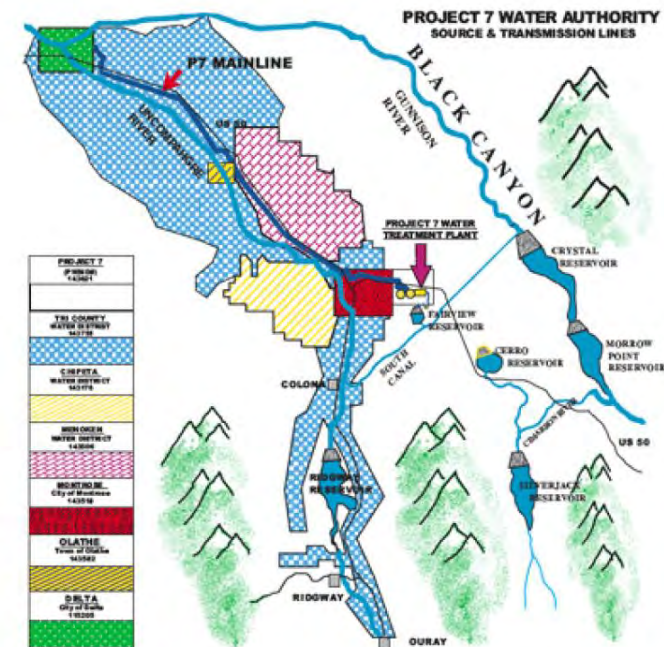 PROJECT 7 WATER AUTHORITY
SOURCE & TRANSMISSION LINES
P7 MAINLINE
BLACK CANYON
GUNNISON
RIVER
US 50
UNCOMPAHGRE
RIVER
PROJECT 7 WATER
TREATMENT PLANT
CRYSTAL
RESERVOIR
FAIRVIEW
RESERVOIR
CERRO
RESERVOIR
MORROW
POINT
RESERVOIR
SOUTH
CANAL
COLONA
CIMARRON RIVER
US 50
RIDGWAY
RESERVOIR
SILVERJACK
RESERVOIR
RIDGWAY
OURAY
PROJECT 7
TRI COUNTY
WATER DISTRICT
CHIPETA
WATER DISTRICT
MENOKEN
WATER DISTRICT
MONTROSE
City of Montrose
OLATHE
Town of Olathe
DELTA
City of Delta